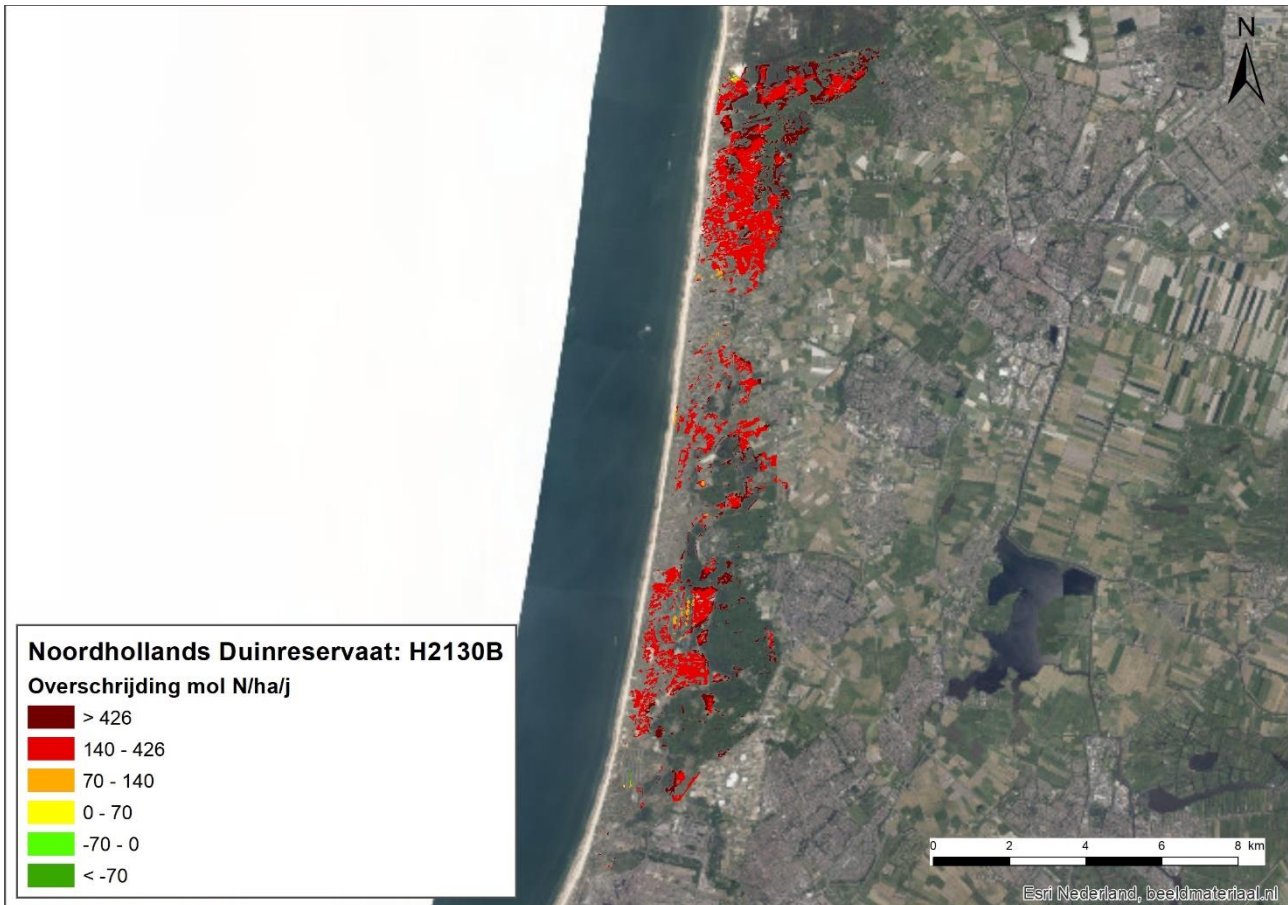 N
Noordhollands Duinreservaat: H2130B
Overschrijding mol N/ha/j
> 426
140 - 426
70 - 140
0 - 70
-70 - 0
< -70
0 2 4 6 8 km
Esri Nederland, beeldmateriaal.nl